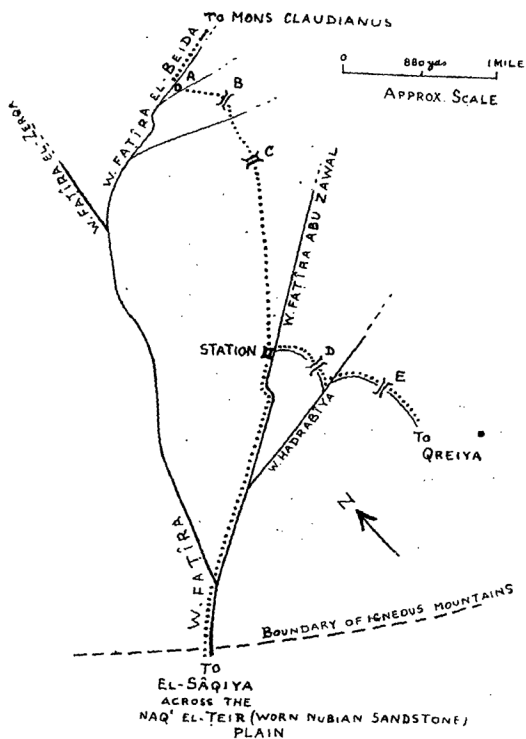 TO MONS CLAUDIANUS
0 880 yds 1 MILE
APPROX. SCALE
W. FATÎRA EL-BEIDA
A
B
C
W. FATÎRA EL-ZERQA
W. FATÎRA ABU ZAWAL
STATION
D
E
W. HADRABIYA
TO
QREIYA
N
W. FATÎRA
BOUNDARY OF IGNEOUS MOUNTAINS
TO
EL-SÂQIYA
ACROSS THE
NAQʿ EL-ṬEIR (WORN NUBIAN SANDSTONE)
PLAIN